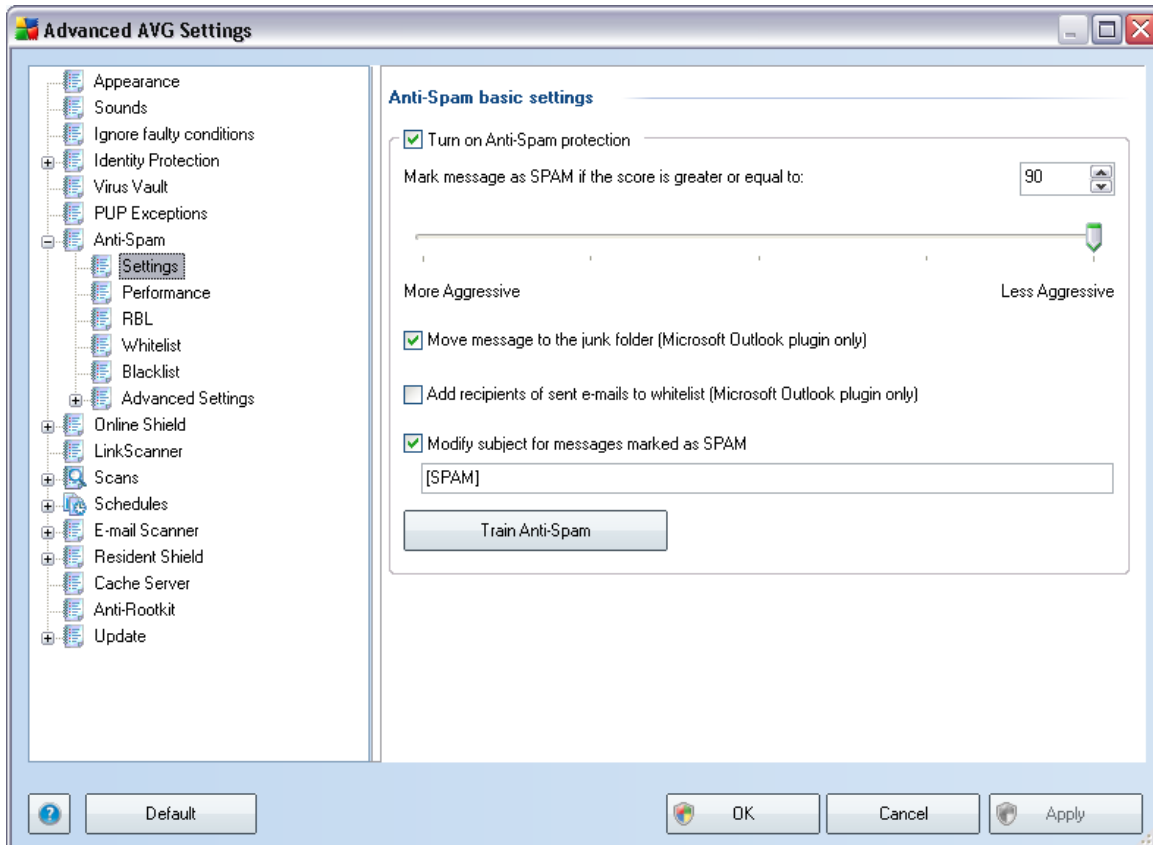 Advanced AVG Settings
Appearance
Sounds
Ignore faulty conditions
Identity Protection
Virus Vault
PUP Exceptions
Anti-Spam
Settings
Performance
RBL
Whitelist
Blacklist
Advanced Settings
Online Shield
LinkScanner
Scans
Schedules
E-mail Scanner
Resident Shield
Cache Server
Anti-Rootkit
Update
Anti-Spam basic settings
Turn on Anti-Spam protection
Mark message as SPAM if the score is greater or equal to: 90
More Aggressive Less Aggressive
Move message to the junk folder (Microsoft Outlook plugin only)
Add recipients of sent e-mails to whitelist (Microsoft Outlook plugin only)
Modify subject for messages marked as SPAM
[SPAM]
Train Anti-Spam
? Default OK Cancel Apply